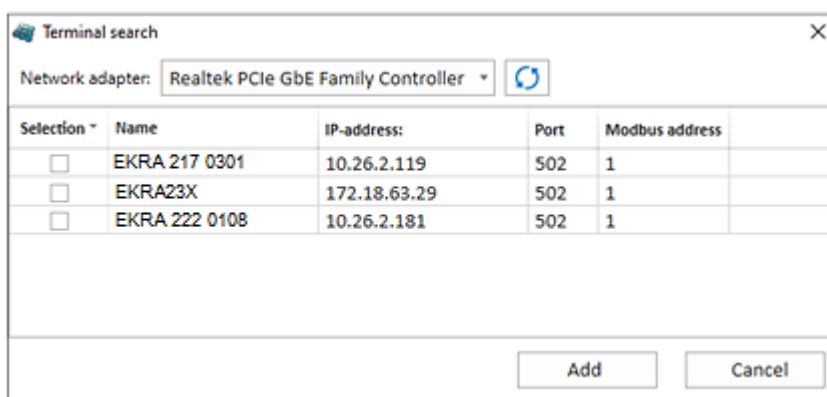 Terminal search
Network adapter: Realtek PCIe GbE Family Controller
Selection Name IP-address: Port Modbus address
EKRA 217 0301 10.26.2.119 502 1
EKRA23X 172.18.63.29 502 1
EKRA 222 0108 10.26.2.181 502 1
Add Cancel